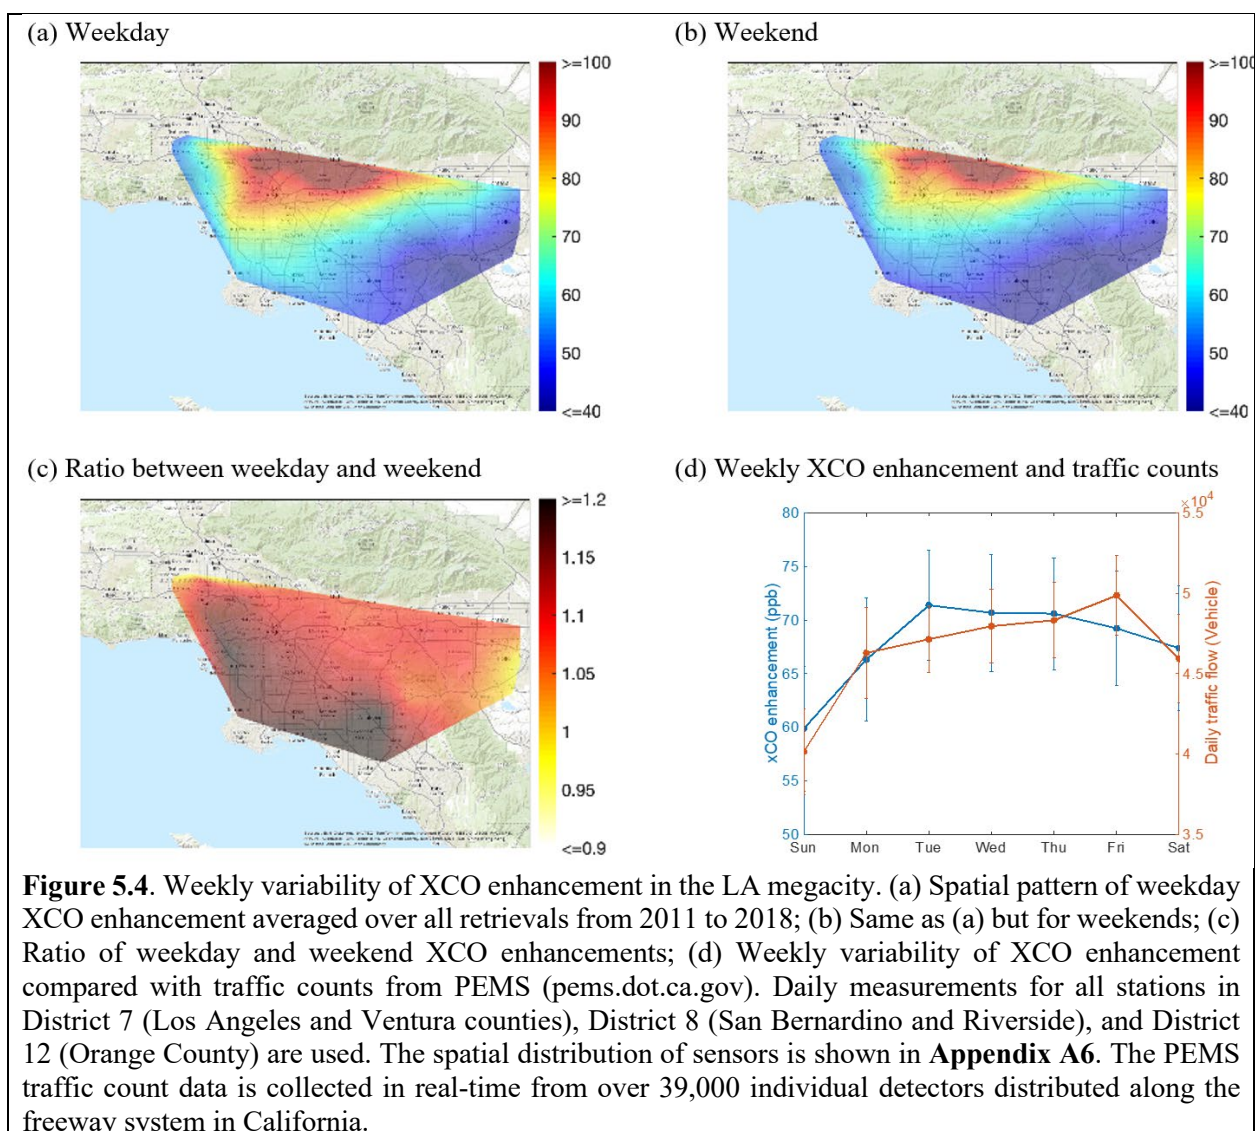 (a) Weekday
(b) Weekend
>=100
90
80
70
60
50
<=40
>=100
90
80
70
60
50
<=40
(c) Ratio between weekday and weekend
(d) Weekly XCO enhancement and traffic counts
>=1.2
1.15
1.1
1.05
1
0.95
<=0.9
80
75
70
65
60
55
50
xCO enhancement (ppb)
×10⁴
5.5
5
4.5
4
3.5
Daily traffic flow (Vehicle)
Sun Mon Tue Wed Thu Fri Sat
Figure 5.4. Weekly variability of XCO enhancement in the LA megacity. (a) Spatial pattern of weekday
XCO enhancement averaged over all retrievals from 2011 to 2018; (b) Same as (a) but for weekends; (c)
Ratio of weekday and weekend XCO enhancements; (d) Weekly variability of XCO enhancement
compared with traffic counts from PEMS (pems.dot.ca.gov). Daily measurements for all stations in
District 7 (Los Angeles and Ventura counties), District 8 (San Bernardino and Riverside), and District
12 (Orange County) are used. The spatial distribution of sensors is shown in Appendix A6. The PEMS
traffic count data is collected in real-time from over 39,000 individual detectors distributed along the
freeway system in California.